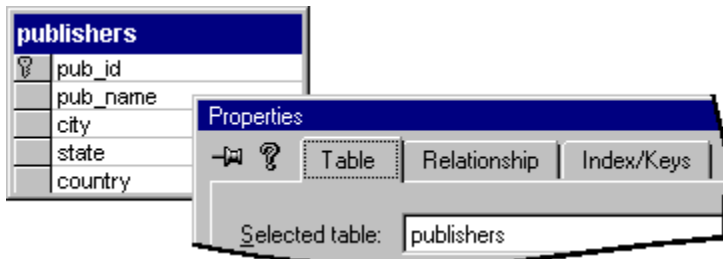 publishers
pub_id
pub_name
city
state
country
Properties
Table Relationship Index/Keys
Selected table: publishers